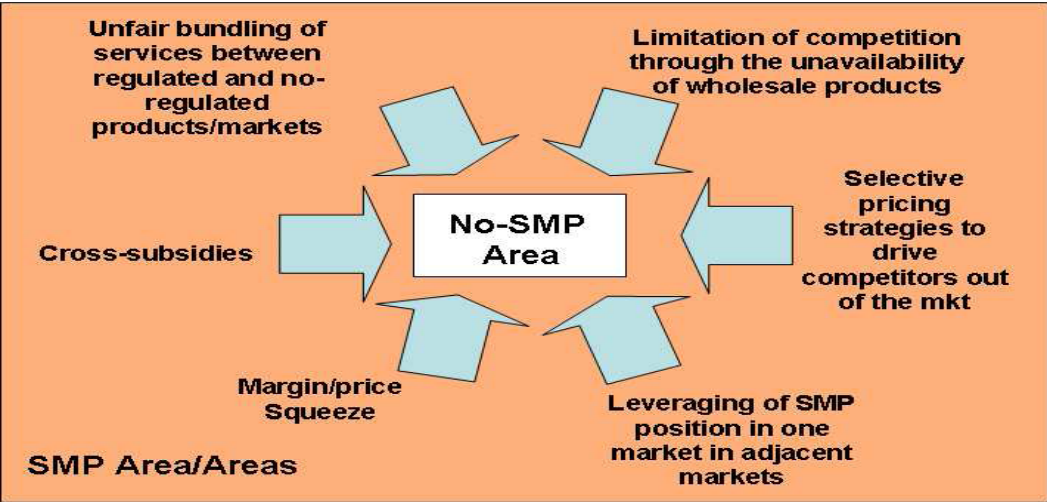 Unfair bundling of
services between
regulated and no-
regulated
products/markets
Limitation of competition
through the unavailability
of wholesale products
Cross-subsidies
No-SMP
Area
Selective
pricing
strategies to
drive
competitors out
of the mkt
Margin/price
Squeeze
Leveraging of SMP
position in one
market in adjacent
markets
SMP Area/Areas